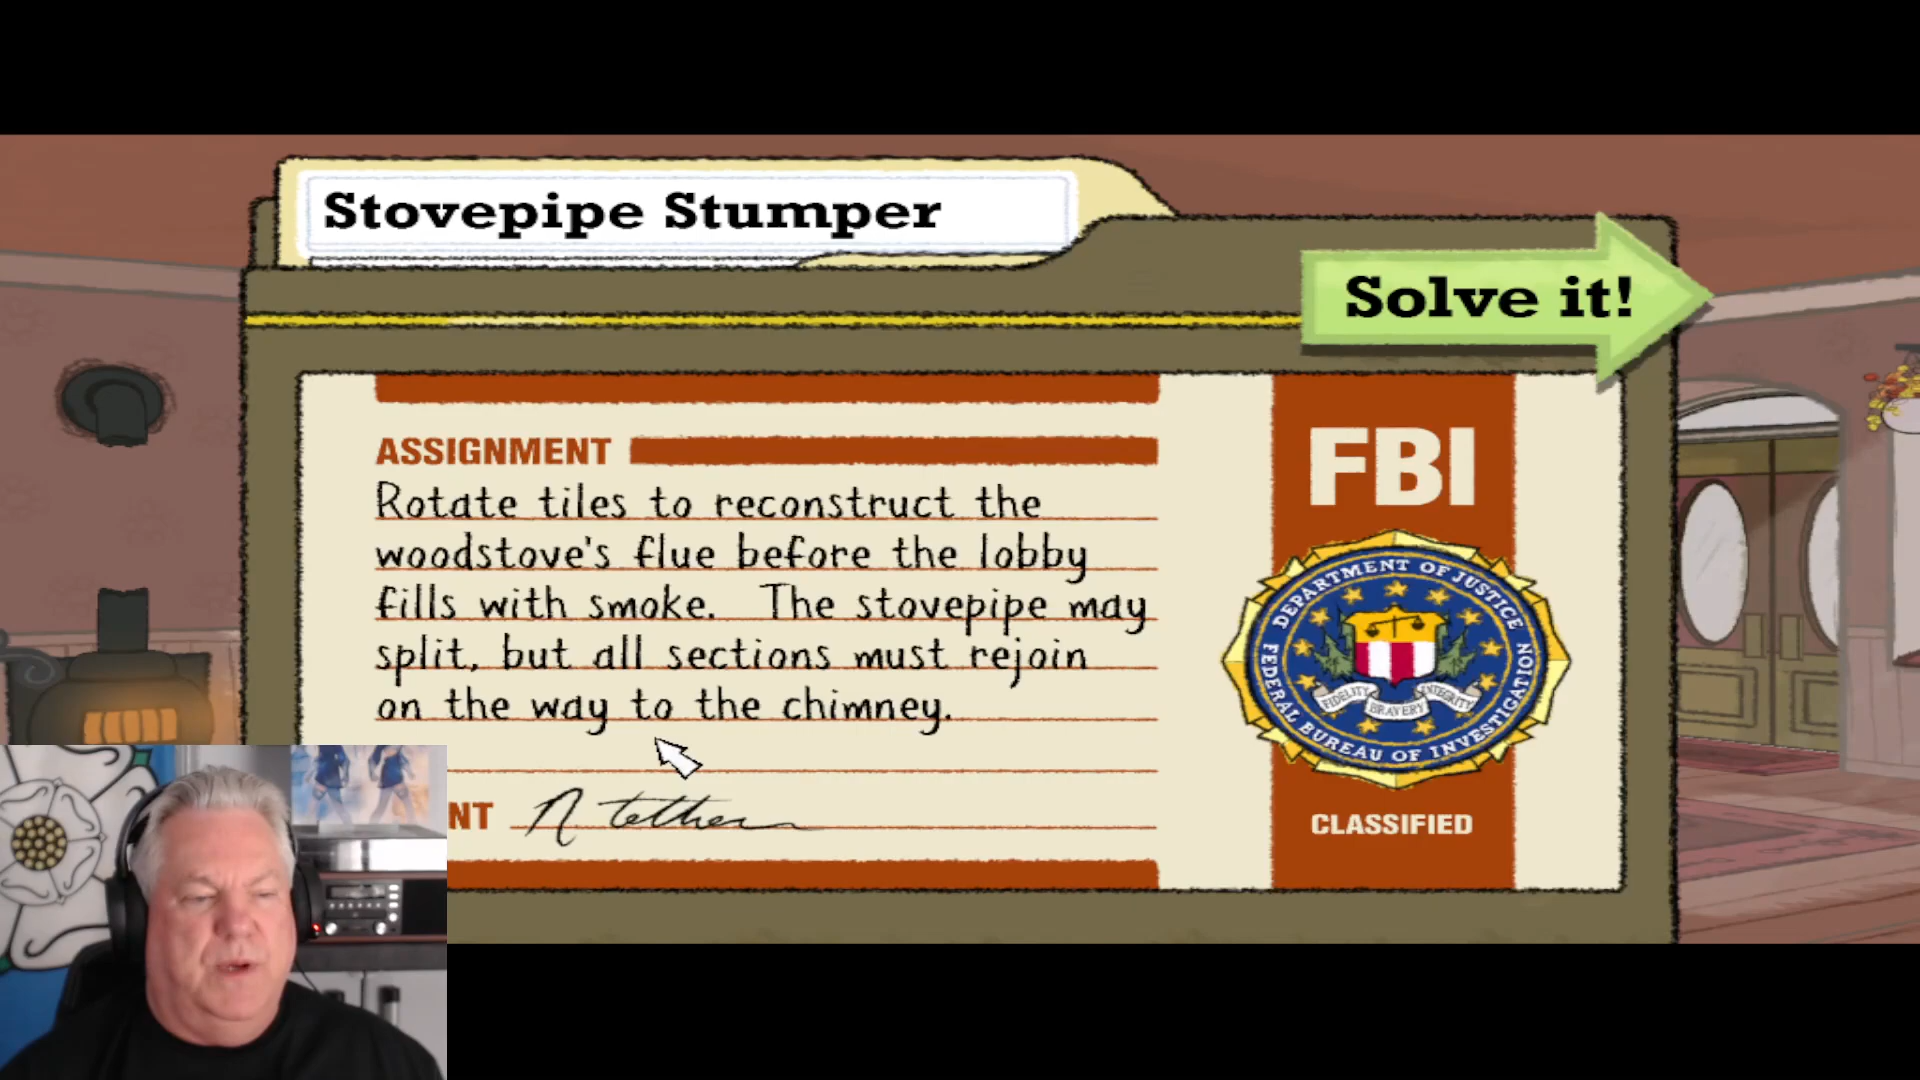 Stovepipe Stumper
Solve it!
ASSIGNMENT
Rotate tiles to reconstruct the
woodstove's flue before the lobby
fills with smoke. The stovepipe may
split, but all sections must rejoin
on the way to the chimney.
NT
N Tethers
FBI
DEPARTMENT OF JUSTICE
FIDELITY BRAVERY INTEGRITY
FEDERAL BUREAU OF INVESTIGATION
CLASSIFIED